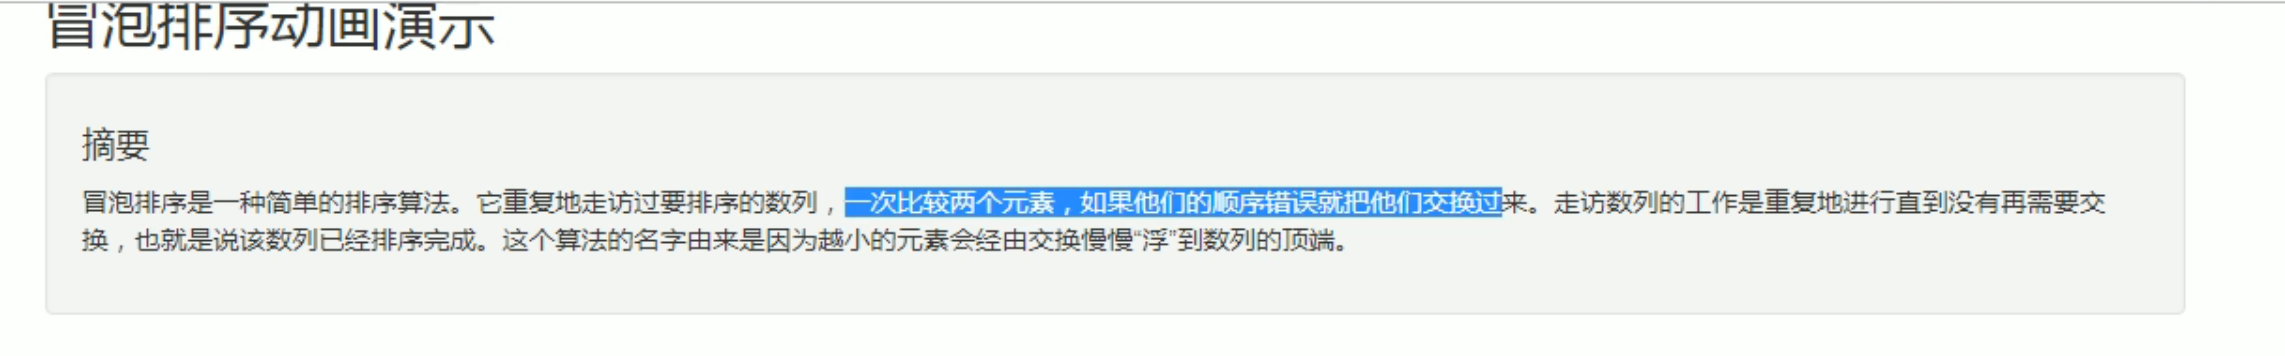 冒泡排序动画演示
摘要
冒泡排序是一种简单的排序算法。它重复地走访过要排序的数列，一次比较两个元素，如果他们的顺序错误就把他们交换过来。走访数列的工作是重复地进行直到没有再需要交
换，也就是说该数列已经排序完成。这个算法的名字由来是因为越小的元素会经由交换慢慢“浮”到数列的顶端。